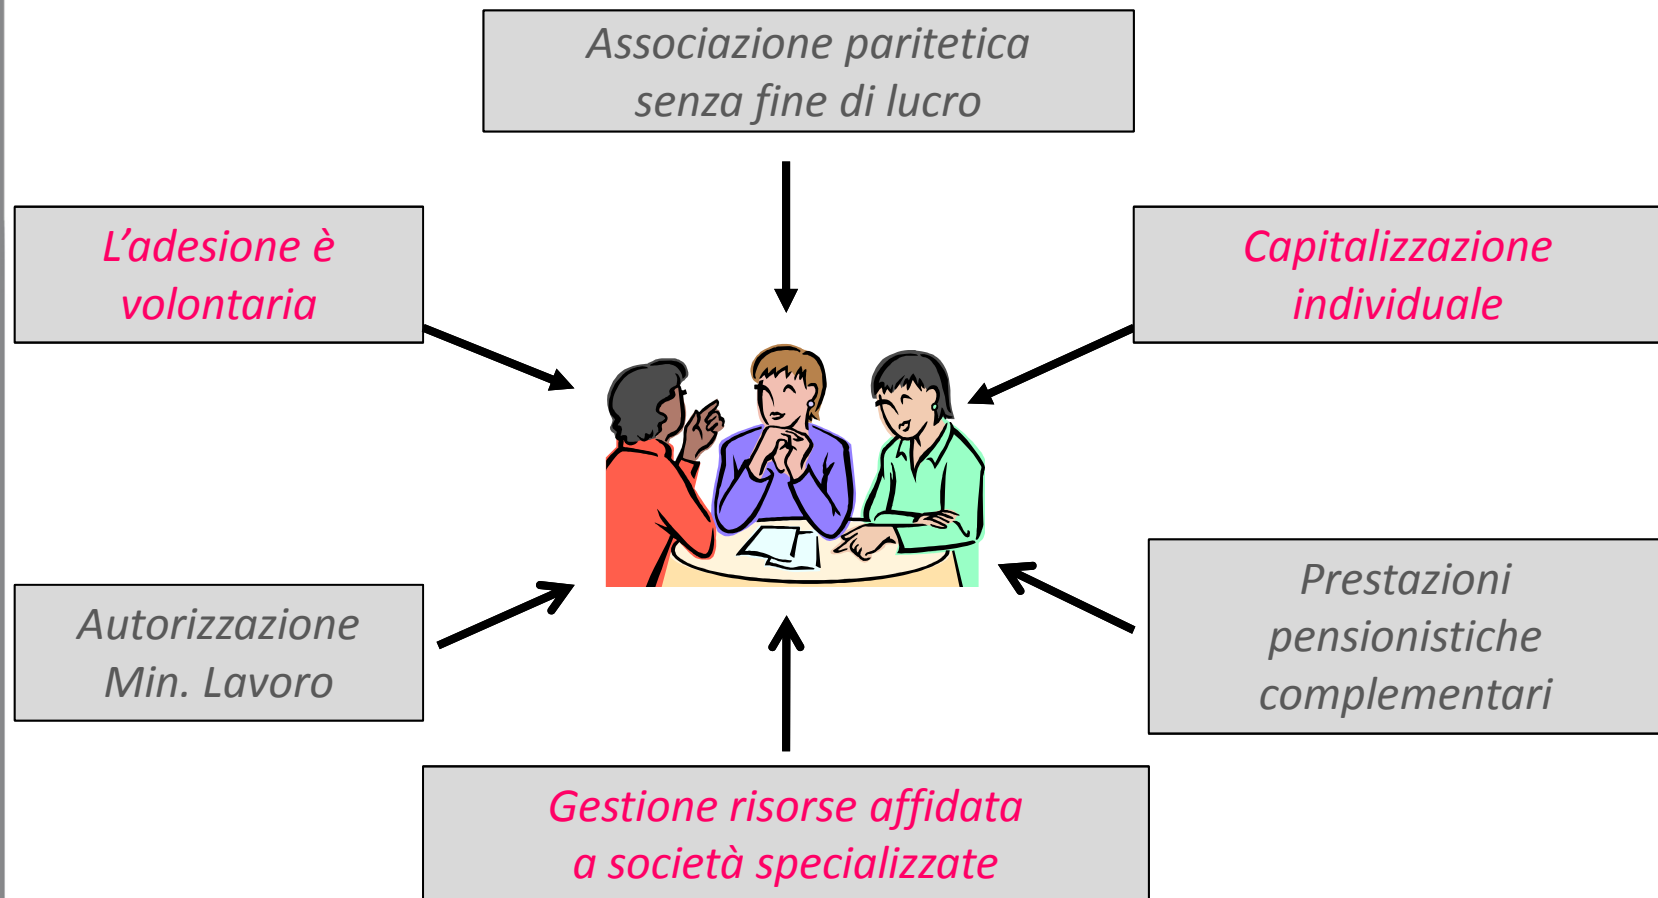 Associazione paritetica
senza fine di lucro
L’adesione è
volontaria
Capitalizzazione
individuale
Autorizzazione
Min. Lavoro
Prestazioni
pensionistiche
complementari
Gestione risorse affidata
a società specializzate